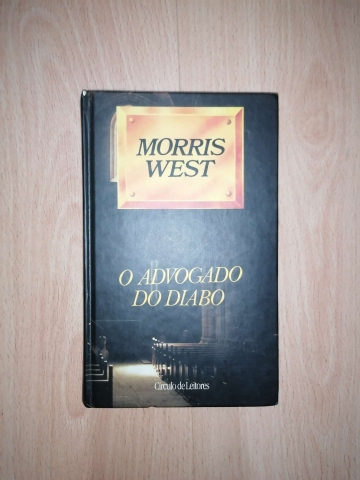 MORRIS
WEST
O ADVOGADO
DO DIABO
Círculo de Leitores